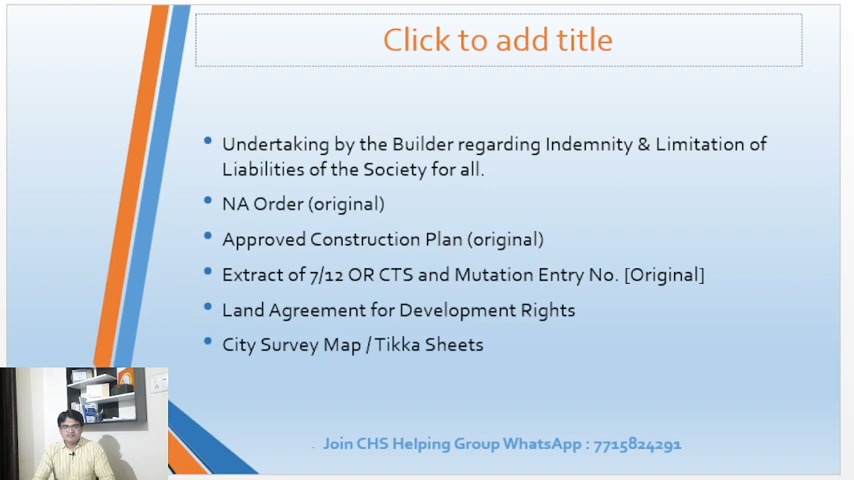 Click to add title
Undertaking by the Builder regarding Indemnity & Limitation of
Liabilities of the Society for all.
NA Order (original)
Approved Construction Plan (original)
Extract of 7/12 OR CTS and Mutation Entry No. [Original]
Land Agreement for Development Rights
City Survey Map / Tikka Sheets
Join CHS Helping Group WhatsApp : 7715824291